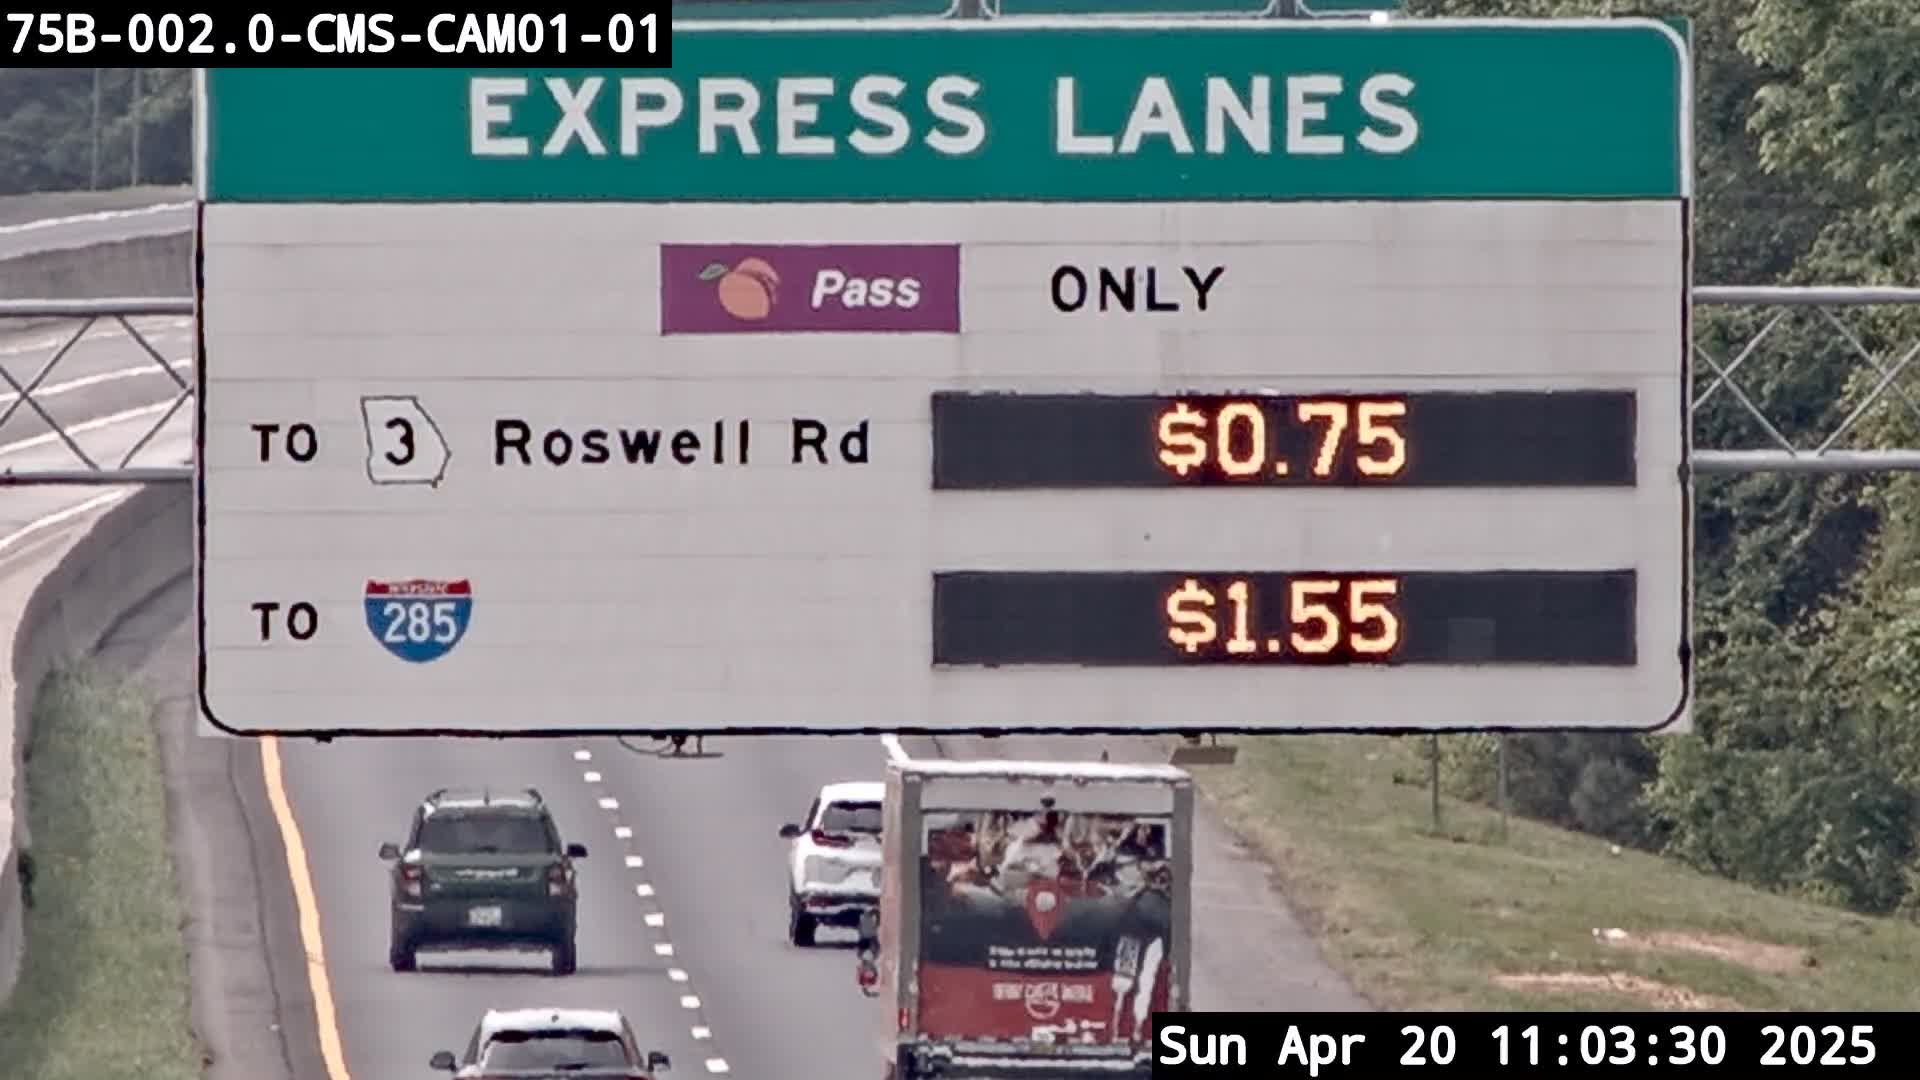 75B-002.0-CMS-CAM01-01
EXPRESS LANES
Pass ONLY
TO 3 Roswell Rd $0.75
TO INTERSTATE 285 $1.55
Sun Apr 20 11:03:30 2025